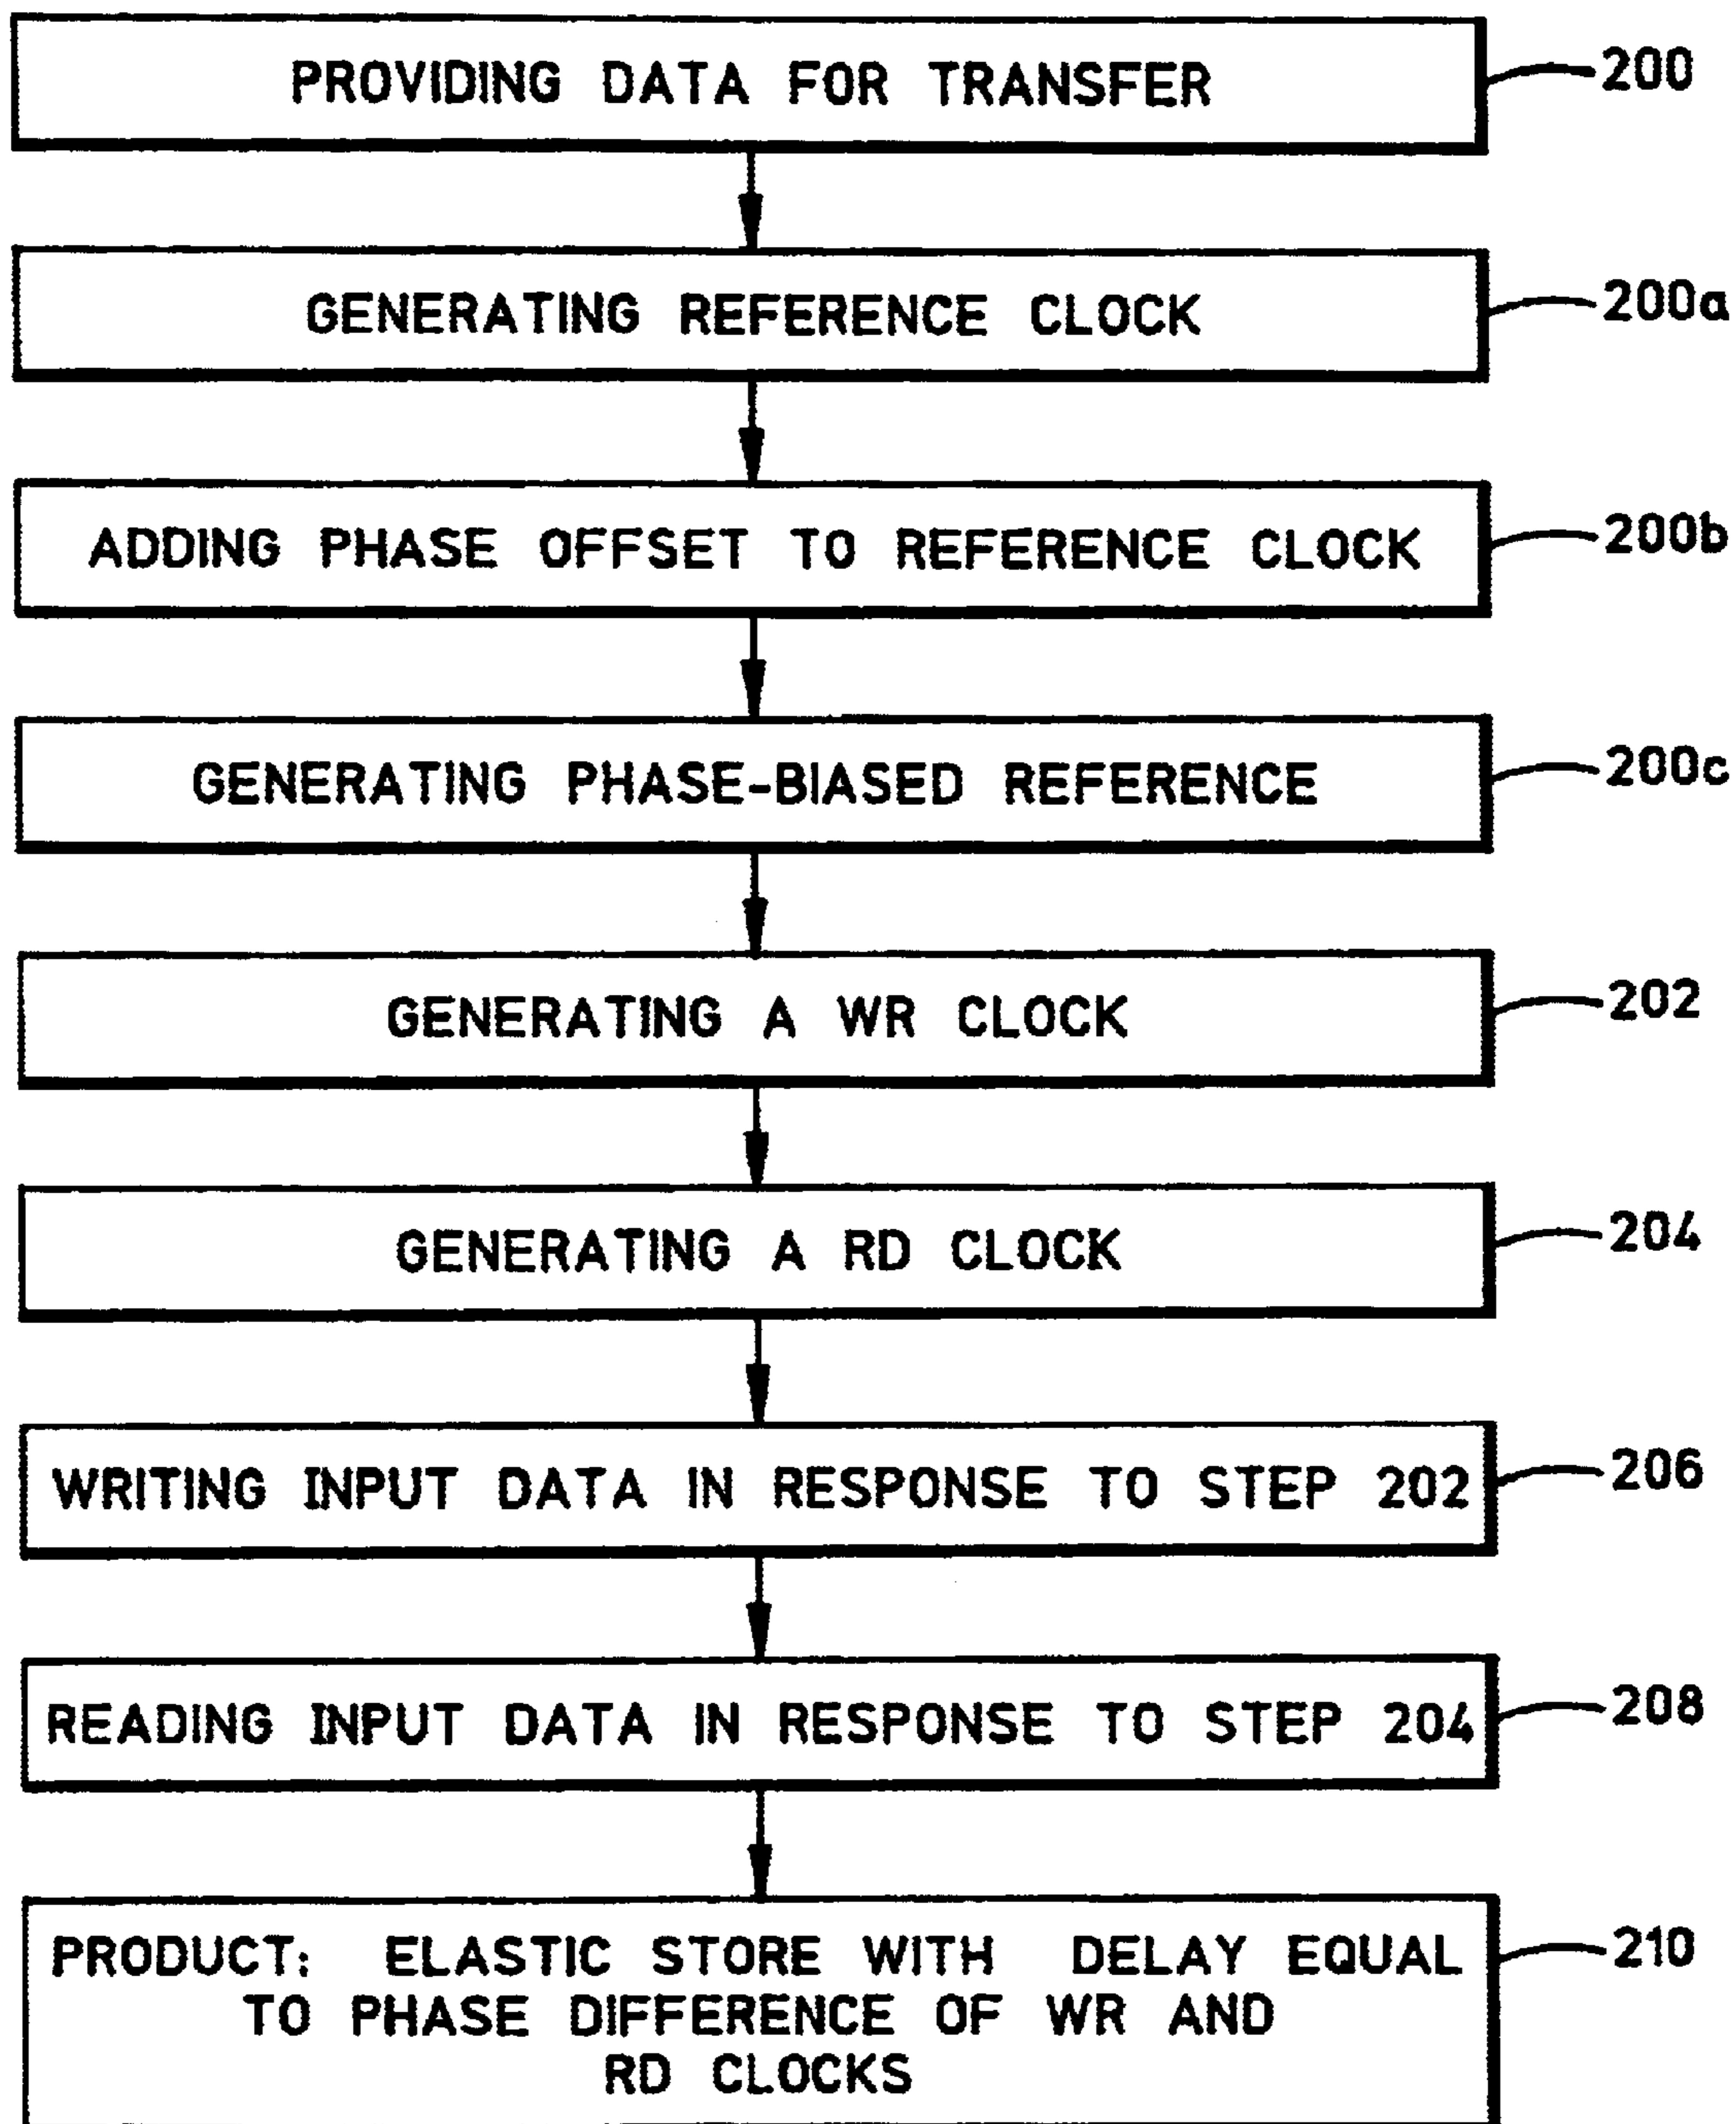 PROVIDING DATA FOR TRANSFER
200
GENERATING REFERENCE CLOCK
200a
ADDING PHASE OFFSET TO REFERENCE CLOCK
200b
GENERATING PHASE-BIASED REFERENCE
200c
GENERATING A WR CLOCK
202
GENERATING A RD CLOCK
204
WRITING INPUT DATA IN RESPONSE TO STEP 202
206
READING INPUT DATA IN RESPONSE TO STEP 204
208
PRODUCT: ELASTIC STORE WITH DELAY EQUAL
TO PHASE DIFFERENCE OF WR AND
RD CLOCKS
210